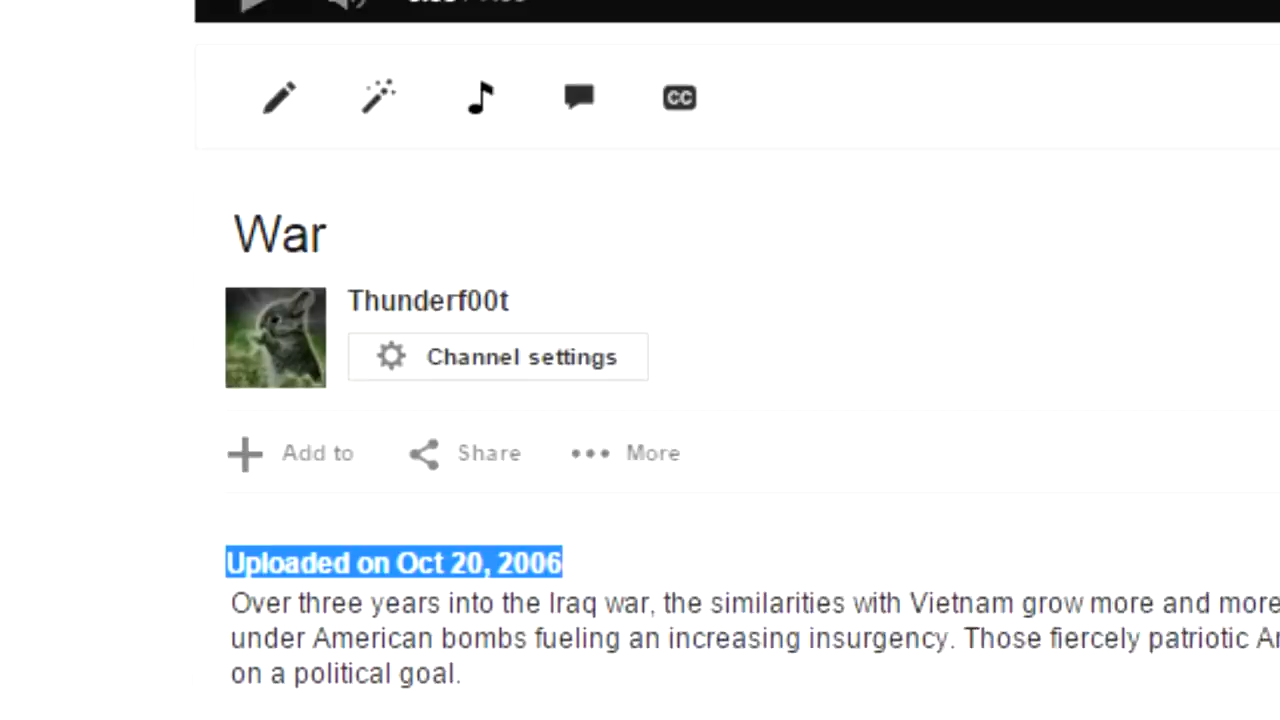 CC
War
Thunderf00t
Channel settings
Add to Share More
Uploaded on Oct 20, 2006
Over three years into the Iraq war, the similarities with Vietnam grow more and more
under American bombs fueling an increasing insurgency. Those fiercely patriotic
on a political goal.